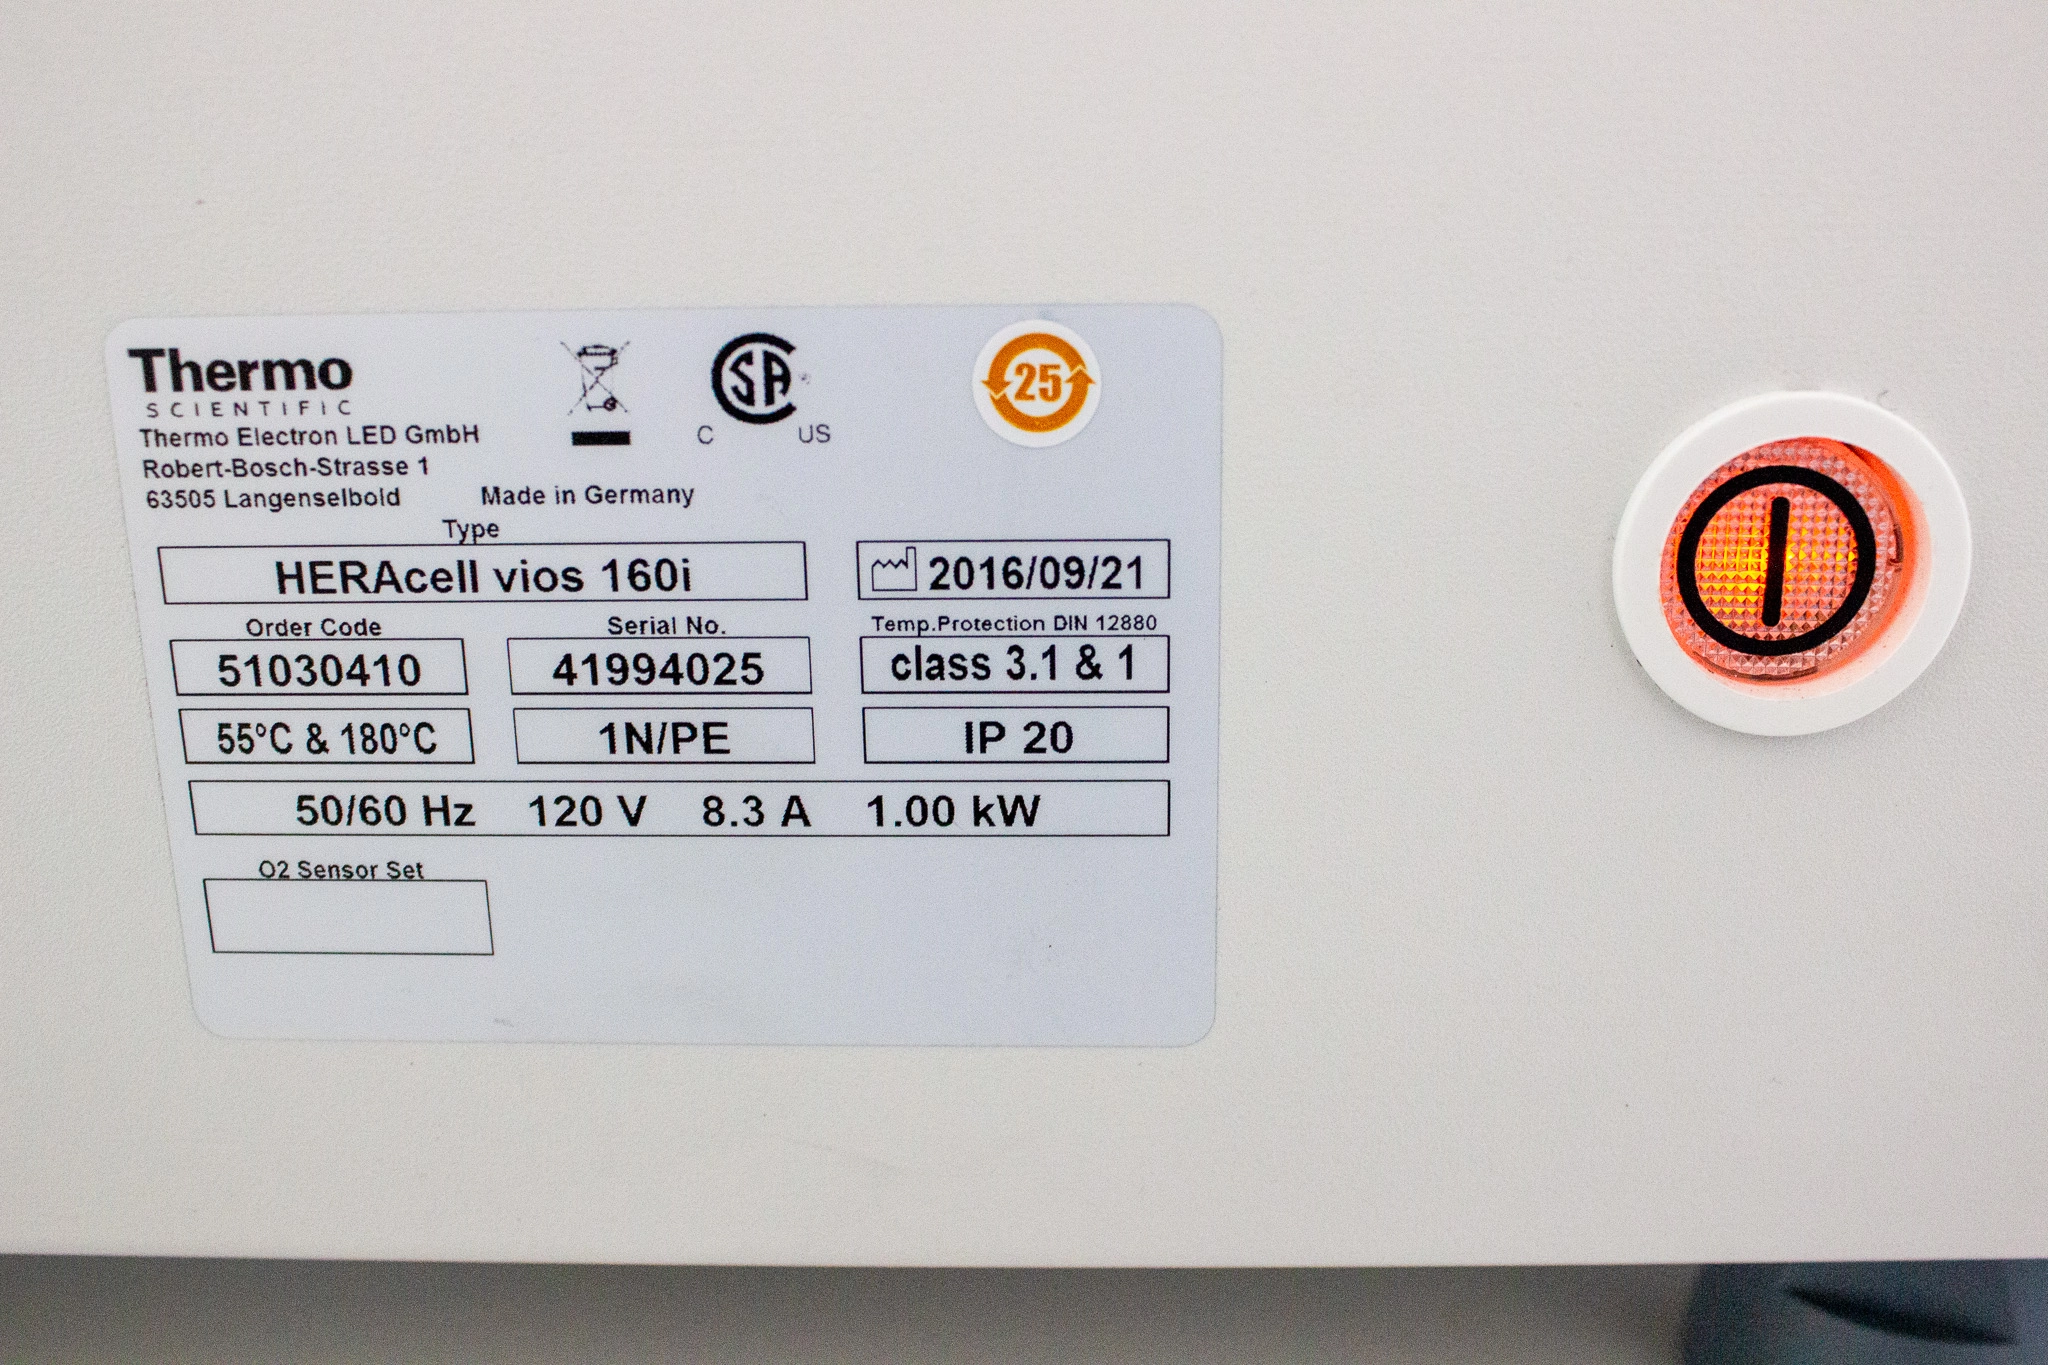 Thermo
SCIENTIFIC
Thermo Electron LED GmbH
Robert-Bosch-Strasse 1
63505 Langenselbold
Made in Germany
SA
C US
25
Type
HERAcell vios 160i
2016/09/21
Order Code
51030410
Serial No.
41994025
Temp.Protection DIN 12880
class 3.1 & 1
55°C & 180°C
1N/PE
IP 20
50/60 Hz 120 V 8.3 A 1.00 kW
O2 Sensor Set